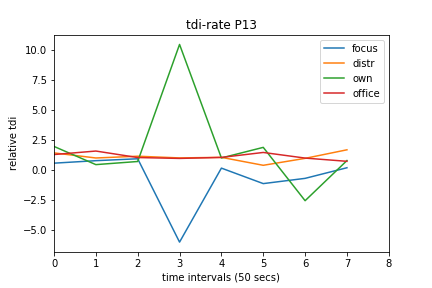 tdi-rate P13
focus
distr
own
office
relative tdi
10.0
7.5
5.0
2.5
0.0
−2.5
−5.0
0 1 2 3 4 5 6 7 8
time intervals (50 secs)